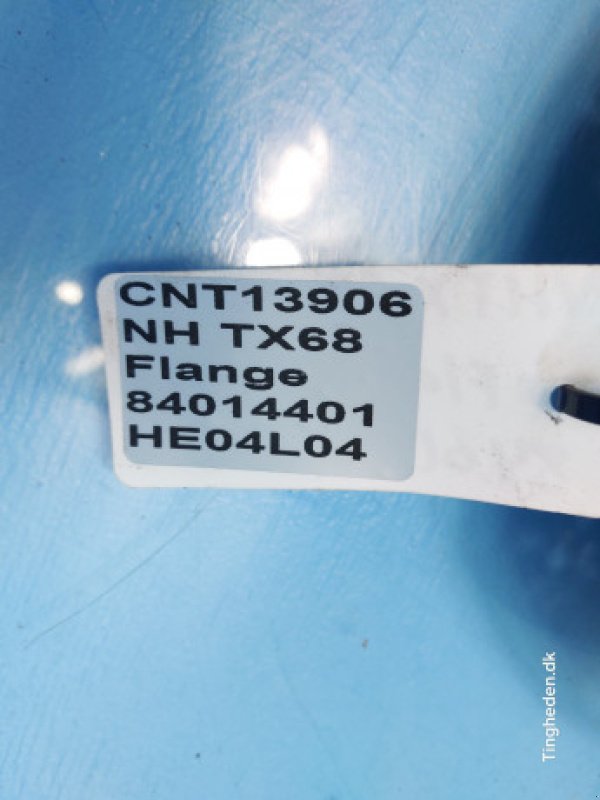 CNT13906
NH TX68
Flange
84014401
HE04L04
Tingheden.dk